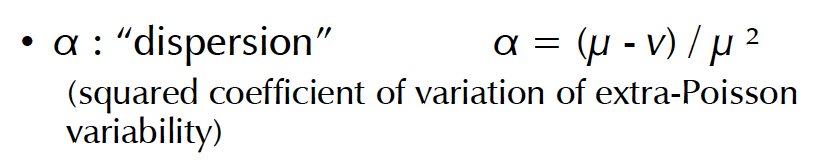 • α : “dispersion” α = (μ - v) / μ ²
(squared coefficient of variation of extra-Poisson
variability)